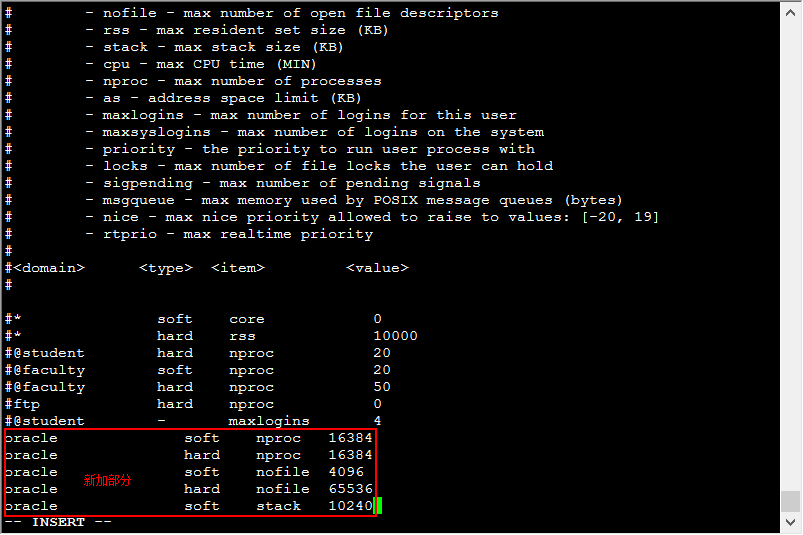 #        - nofile - max number of open file descriptors
#        - rss - max resident set size (KB)
#        - stack - max stack size (KB)
#        - cpu - max CPU time (MIN)
#        - nproc - max number of processes
#        - as - address space limit (KB)
#        - maxlogins - max number of logins for this user
#        - maxsyslogins - max number of logins on the system
#        - priority - the priority to run user process with
#        - locks - max number of file locks the user can hold
#        - sigpending - max number of pending signals
#        - msgqueue - max memory used by POSIX message queues (bytes)
#        - nice - max nice priority allowed to raise to values: [-20, 19]
#        - rtprio - max realtime priority
#
#<domain>      <type>  <item>         <value>
#
#*               soft    core            0
#*               hard    rss             10000
#@student        hard    nproc           20
#@faculty        soft    nproc           20
#@faculty        hard    nproc           50
#ftp             hard    nproc           0
#@student        -       maxlogins       4
oracle              soft    nproc   16384
oracle              hard    nproc   16384
oracle              soft    nofile  4096
新加部分
oracle              hard    nofile  65536
oracle              soft    stack   10240
-- INSERT --